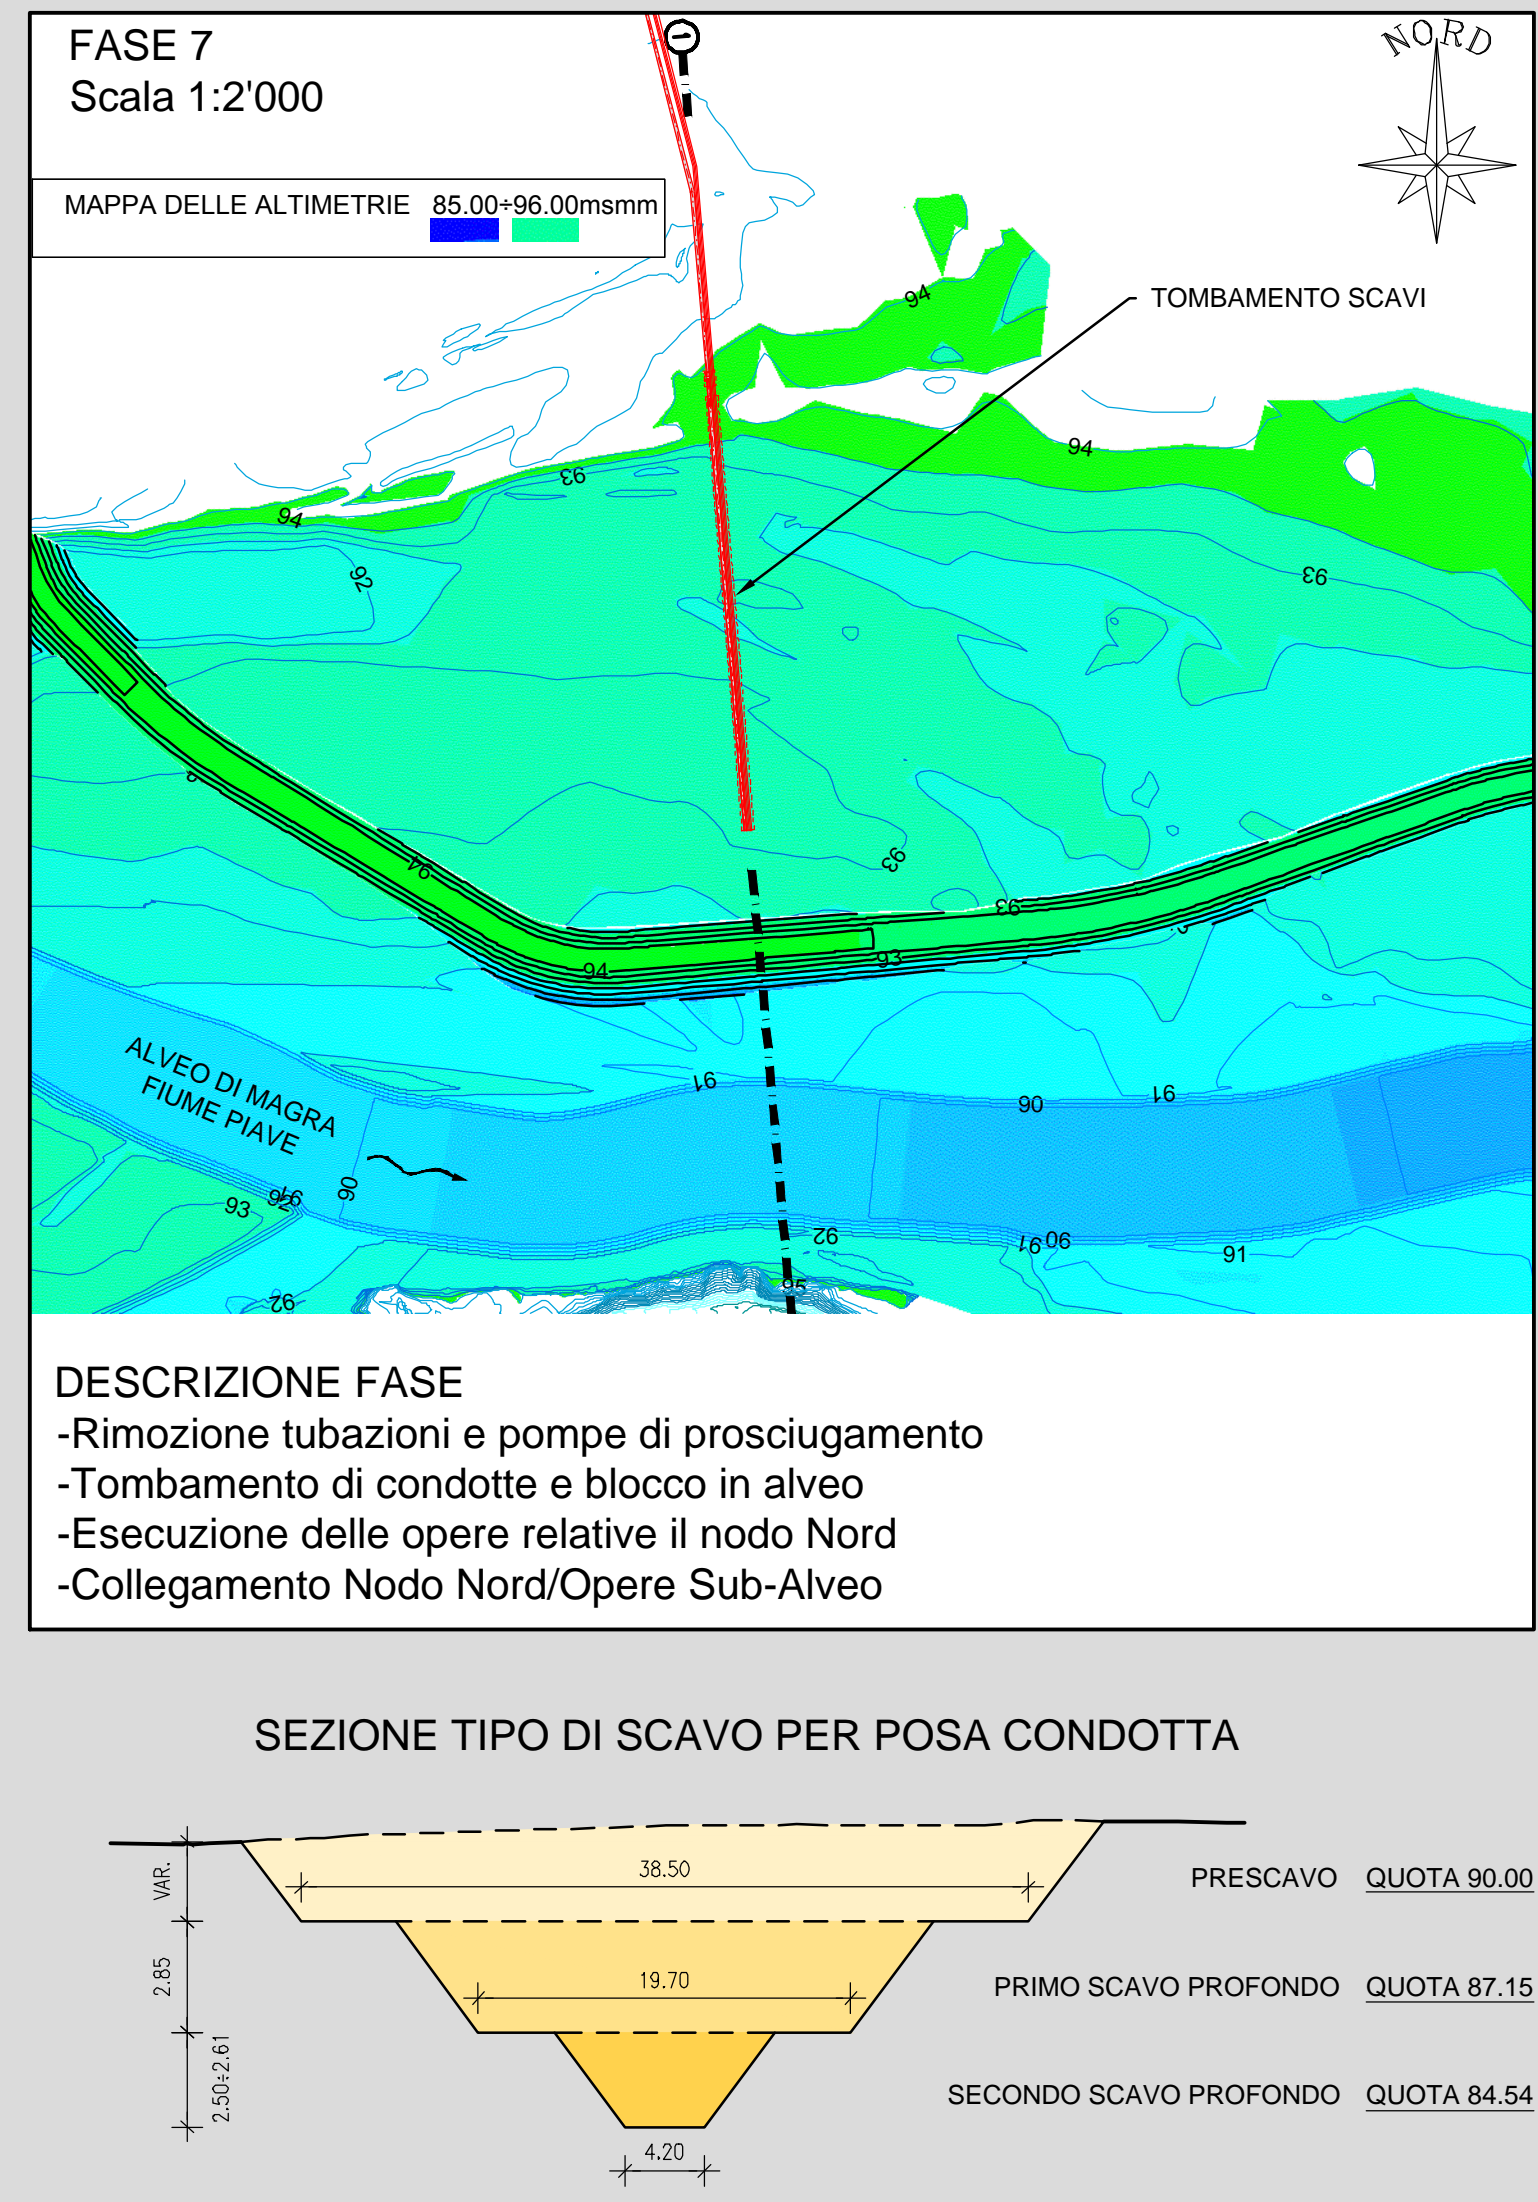 FASE 7
Scala 1:2'000
NORD
1
MAPPA DELLE ALTIMETRIE 85.00÷96.00msmm
TOMBAMENTO SCAVI
94
94
93
94
92
93
94
93
93
94
93
ALVEO DI MAGRA
FIUME PIAVE
91
90
91
90
93
92
91
92
91
90
91
92
95
DESCRIZIONE FASE
-Rimozione tubazioni e pompe di prosciugamento
-Tombamento di condotte e blocco in alveo
-Esecuzione delle opere relative il nodo Nord
-Collegamento Nodo Nord/Opere Sub-Alveo
SEZIONE TIPO DI SCAVO PER POSA CONDOTTA
VAR.
38.50
PRESCAVO QUOTA 90.00
2.85
19.70
PRIMO SCAVO PROFONDO QUOTA 87.15
2.50÷2.61
SECONDO SCAVO PROFONDO QUOTA 84.54
4.20